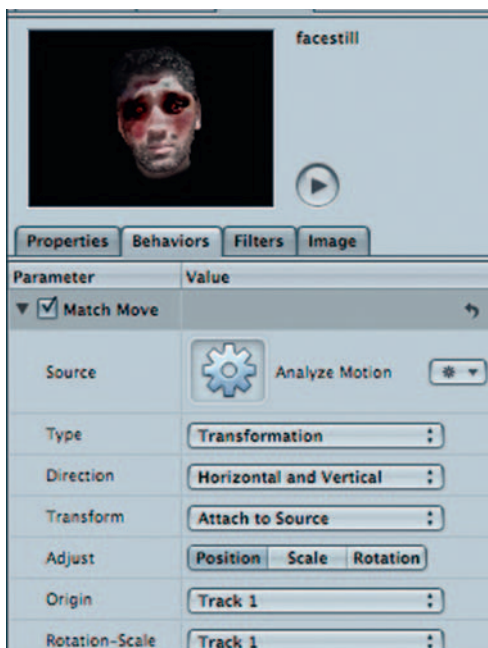 facestill
Properties Behaviors Filters Image
Parameter Value
Match Move
Source Analyze Motion
Type Transformation
Direction Horizontal and Vertical
Transform Attach to Source
Adjust Position Scale Rotation
Origin Track 1
Rotation-Scale Track 1